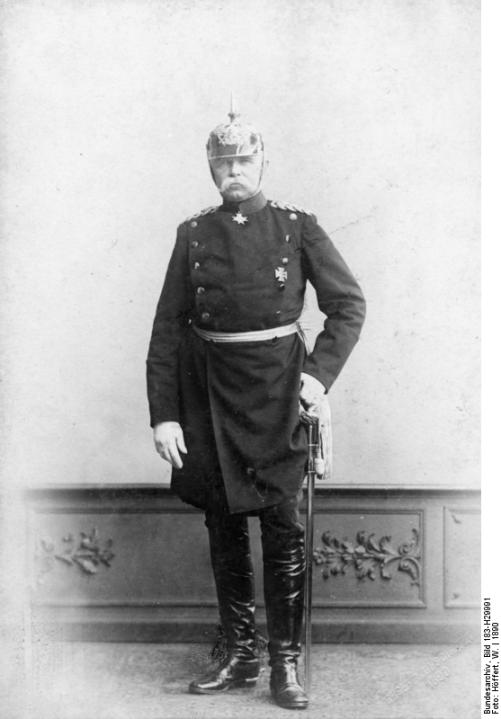 Bundesarchiv, Bild 183-H29991
Foto: Höffert, W. | 1890